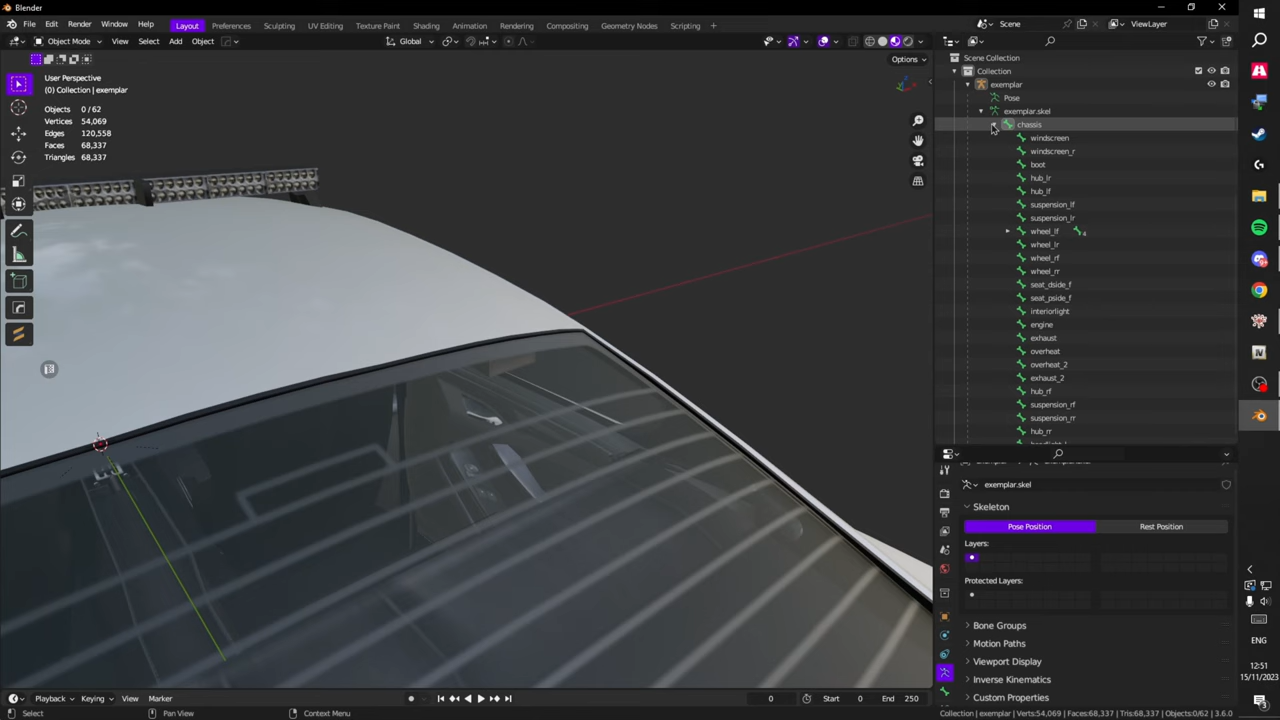 Blender
File Edit Render Window Help Layout Preferences Sculpting UV Editing Texture Paint Shading Animation Rendering Compositing Geometry Nodes Scripting + Scene ViewLayer
Object Mode View Select Add Object Global
Options
User Perspective
(0) Collection | exemplar
Objects 0 / 62
Vertices 54,069
Edges 120,558
Faces 68,337
Triangles 68,337
Scene Collection
Collection
exemplar
Pose
exemplar.skel
chassis
windscreen
windscreen_r
boot
hub_lr
hub_lf
suspension_lf
suspension_lr
wheel_lf 4
wheel_lr
wheel_rf
wheel_rr
seat_dside_f
seat_pside_f
interiorlight
engine
exhaust
overheat
overheat_2
exhaust_2
hub_rf
suspension_rf
suspension_rr
hub_rr
exemplar.skel
Skeleton
Pose Position Rest Position
Layers:
Protected Layers:
Bone Groups
Motion Paths
Viewport Display
Inverse Kinematics
Custom Properties
Playback Keying View Marker 0 Start 0 End 250
Select Pan View Context Menu Collection | exemplar | Verts:54,069 | Faces:68,337 | Tris:68,337 | Objects:0/62 | 3.6.0
ENG
12:51
15/11/2023